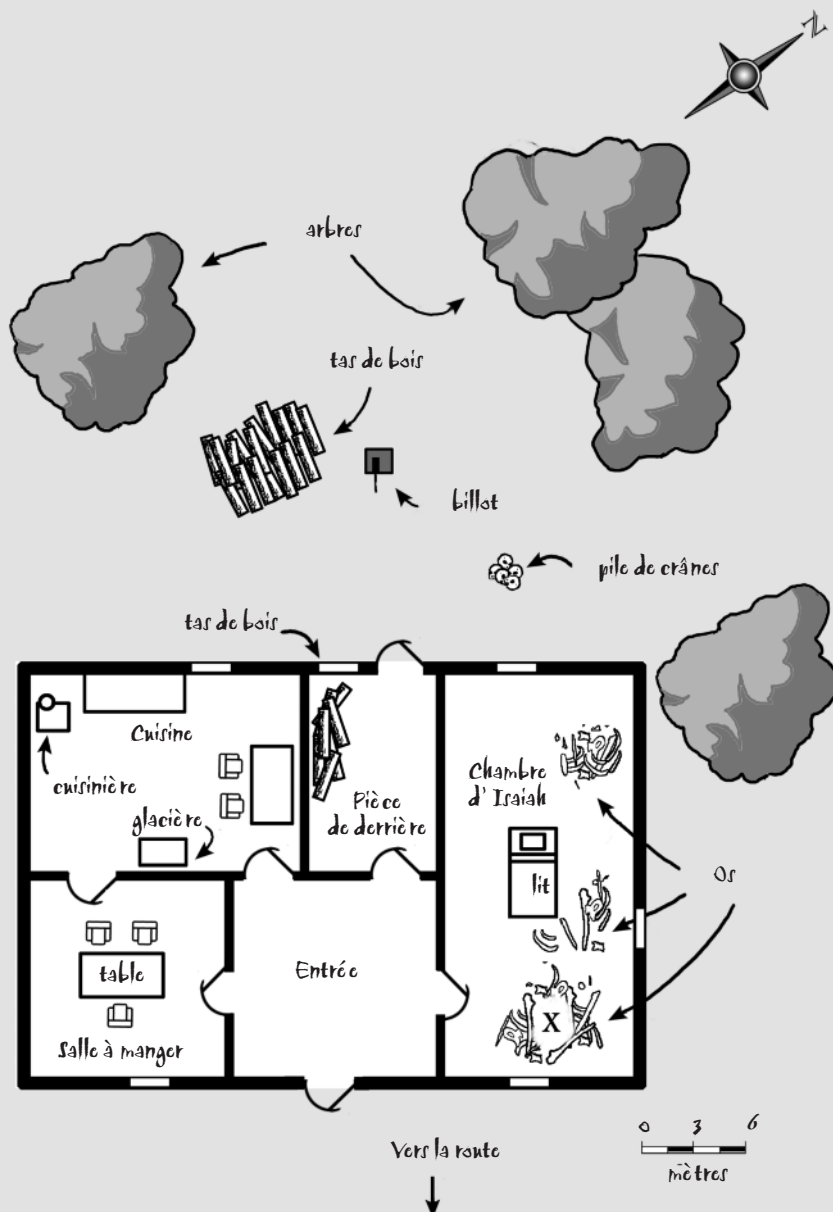 N
arbres
tas de bois
billot
pile de crânes
tas de bois
Cuisine
cuisinière
glacière
Pièce
de derrière
Chambre
d' Isaiah
lit
Os
table
Entrée
Salle à manger
X
Vers la route
0 3 6
mètres